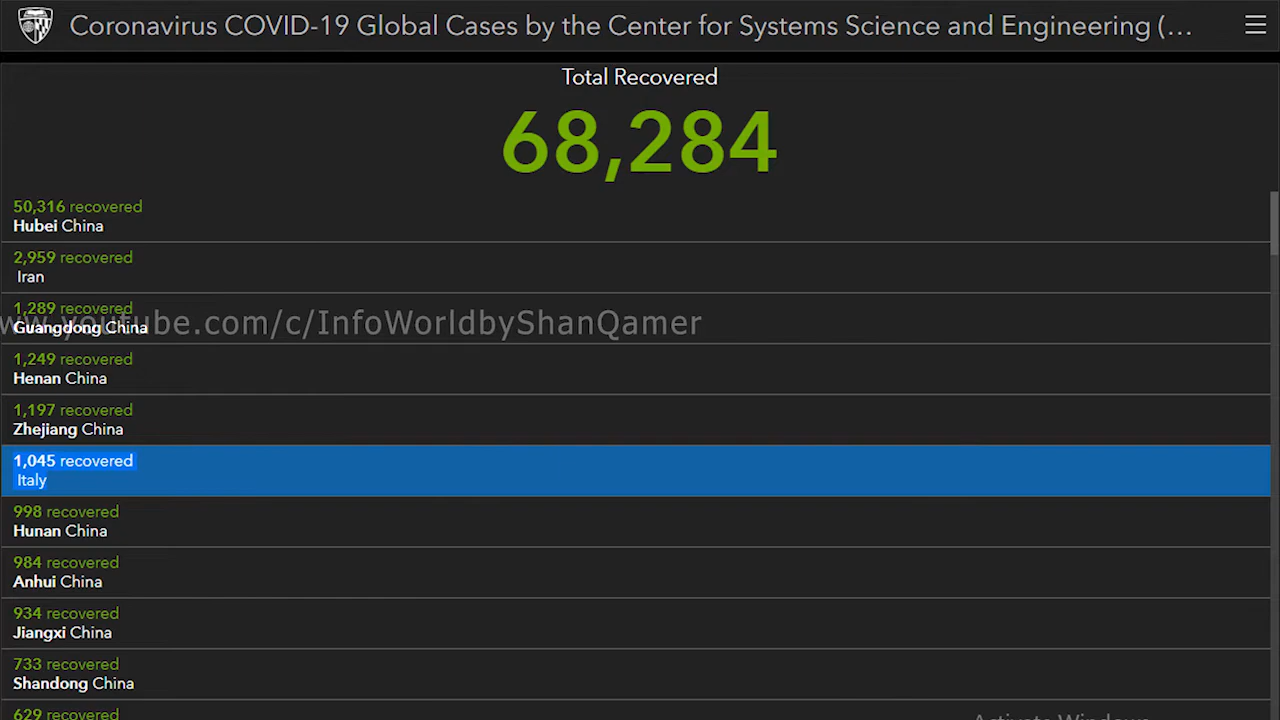 Coronavirus COVID-19 Global Cases by the Center for Systems Science and Engineering (...
Total Recovered
68,284
50,316 recovered
Hubei China
2,959 recovered
Iran
1,289 recovered
Guangdong China
www.youtube.com/c/InfoWorldbyShanQamer
1,249 recovered
Henan China
1,197 recovered
Zhejiang China
1,045 recovered
Italy
998 recovered
Hunan China
984 recovered
Anhui China
934 recovered
Jiangxi China
733 recovered
Shandong China
629 recovered
Activate Windows